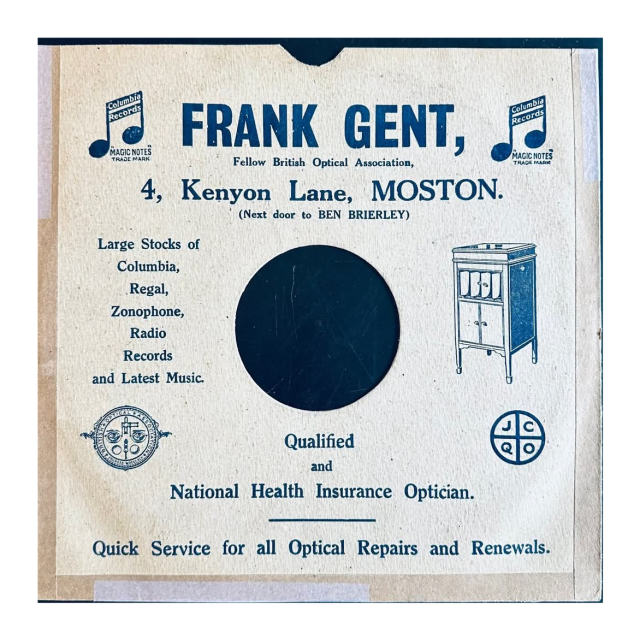 Columbia
Records
"MAGIC NOTES"
TRADE MARK
FRANK GENT,
Columbia
Records
"MAGIC NOTES"
TRADE MARK
Fellow British Optical Association,
4, Kenyon Lane, MOSTON.
(Next door to BEN BRIERLEY)
Large Stocks of
Columbia,
Regal,
Zonophone,
Radio
Records
and Latest Music.
J C
Q O
Qualified
and
National Health Insurance Optician.
Quick Service for all Optical Repairs and Renewals.